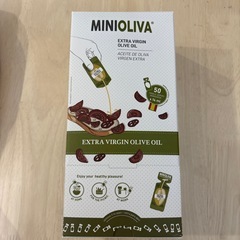 MINIOLIVA®
EXTRA VIRGIN
OLIVE OIL
ACEITE DE OLIVA
VIRGEN EXTRA
50
EXTRA VIRGIN OLIVE OIL
Enjoy your healthy pleasure!